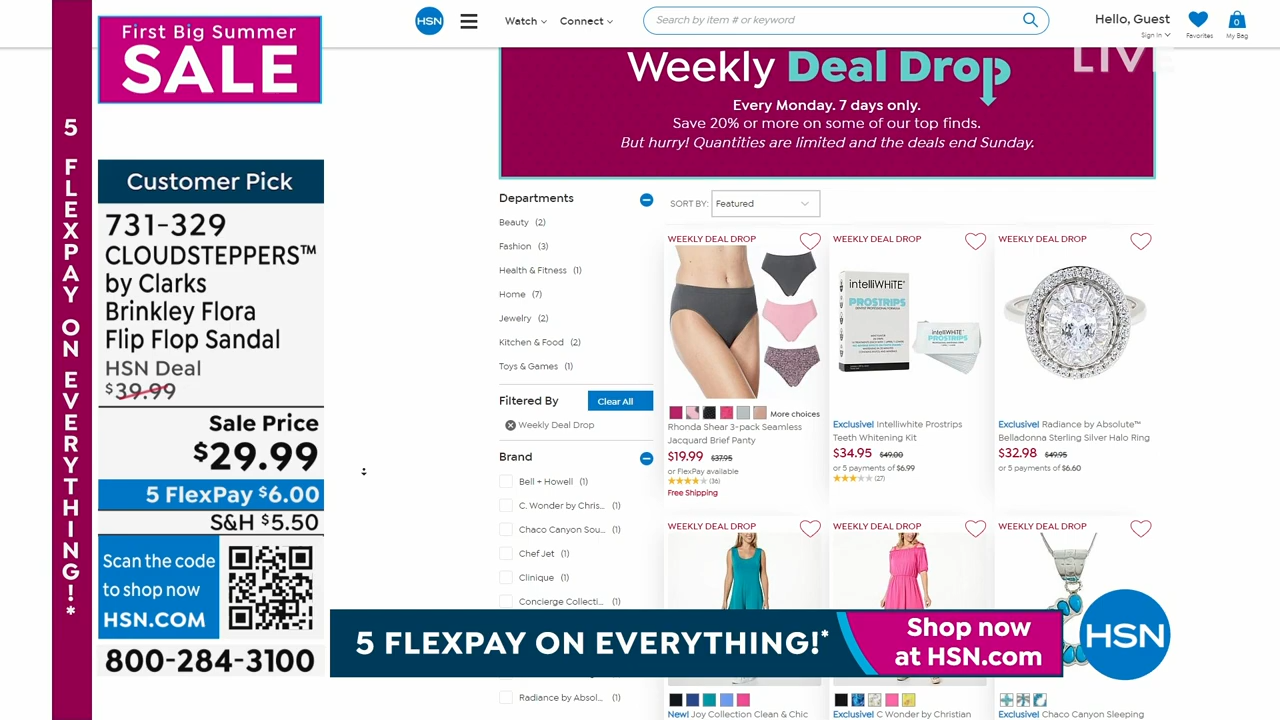 First Big Summer
SALE
5 FLEXPAY ON EVERYTHING!*
Customer Pick
731-329
CLOUDSTEPPERS™
by Clarks
Brinkley Flora
Flip Flop Sandal
HSN Deal
$39.99
Sale Price
$29.99
5 FlexPay $6.00
S&H $5.50
Scan the code
to shop now
HSN.COM
800-284-3100
HSN
Watch
Connect
Search by item # or keyword
Hello, Guest
Sign in
Favorites
0
My Bag
LIVE
Weekly Deal Drop
Every Monday. 7 days only.
Save 20% or more on some of our top finds.
But hurry! Quantities are limited and the deals end Sunday.
Departments
Beauty (2)
Fashion (3)
Health & Fitness (1)
Home (7)
Jewelry (2)
Kitchen & Food (2)
Toys & Games (1)
Filtered By
Clear All
Weekly Deal Drop
Brand
Bell + Howell (1)
C. Wonder by Chris... (1)
Chaco Canyon Sou... (1)
Chef Jet (1)
Clinique (1)
Concierge Collecti... (1)
Radiance by Absol... (1)
SORT BY: Featured
WEEKLY DEAL DROP
More choices
Rhonda Shear 3-pack Seamless
Jacquard Brief Panty
$19.99 $37.95
or FlexPay available
(36)
Free Shipping
WEEKLY DEAL DROP
intelliWHiTE
PROSTRIPS
intelliWHiTE
PROSTRIPS
Exclusive! Intelliwhite Prostrips
Teeth Whitening Kit
$34.95 $49.00
or 5 payments of $6.99
(27)
WEEKLY DEAL DROP
Exclusive! Radiance by Absolute™
Belladonna Sterling Silver Halo Ring
$32.98 $49.95
or 5 payments of $6.60
WEEKLY DEAL DROP
New! Joy Collection Clean & Chic
WEEKLY DEAL DROP
Exclusive! C Wonder by Christian
WEEKLY DEAL DROP
Exclusive! Chaco Canyon Sleeping
5 FLEXPAY ON EVERYTHING!*
Shop now
at HSN.com
HSN